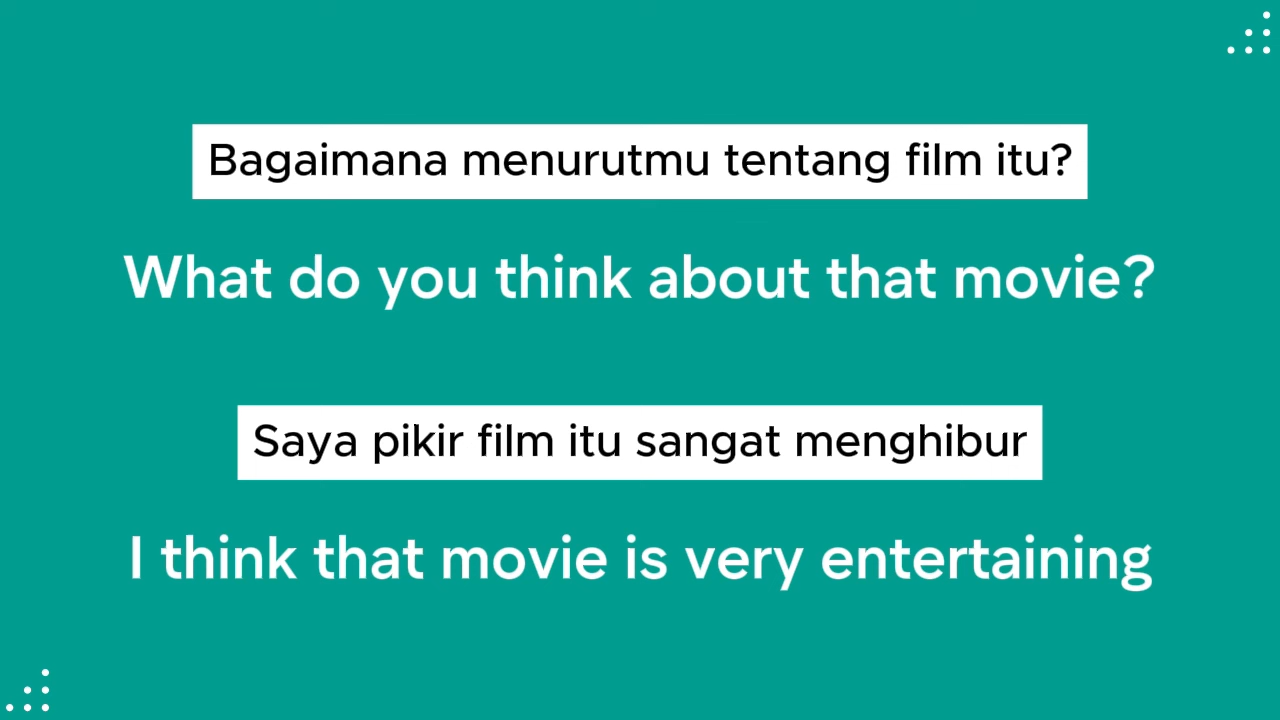 Bagaimana menurutmu tentang film itu?
What do you think about that movie?
Saya pikir film itu sangat menghibur
I think that movie is very entertaining